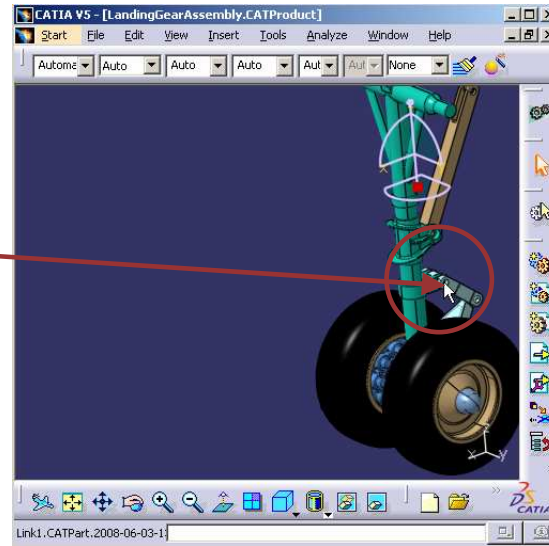 CATIA V5 - [LandingGearAssembly.CATProduct]
Start File Edit View Insert Tools Analyze Window Help
Auto Auto Auto Aut Aut None
z
x y
CATIA
Link1.CATPart.2008-06-03-1